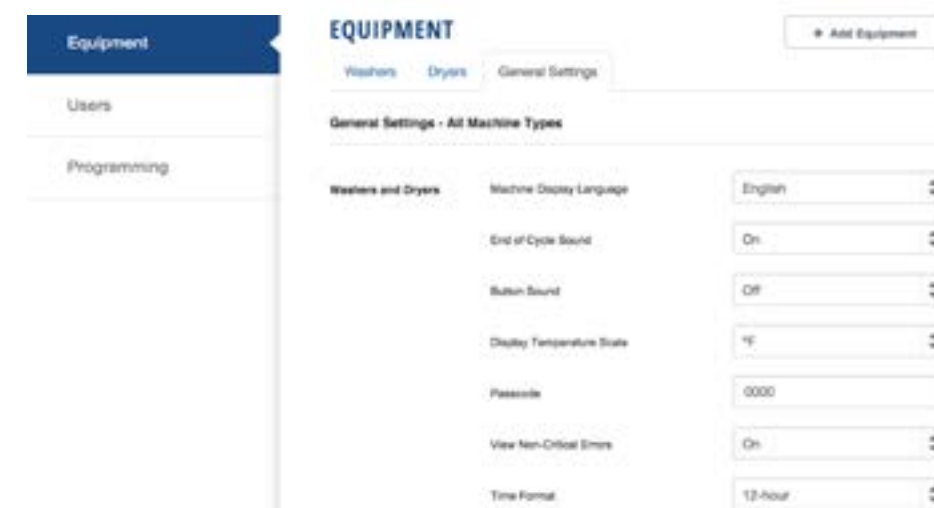 Equipment
Users
Programming
EQUIPMENT
+ Add Equipment
Washers Dryers General Settings
General Settings - All Machine Types
Washers and Dryers
Machine Display Language English
End of Cycle Sound On
Button Sound Off
Display Temperature Scale °F
Passcode 0000
View Non-Critical Errors On
Time Format 12-hour